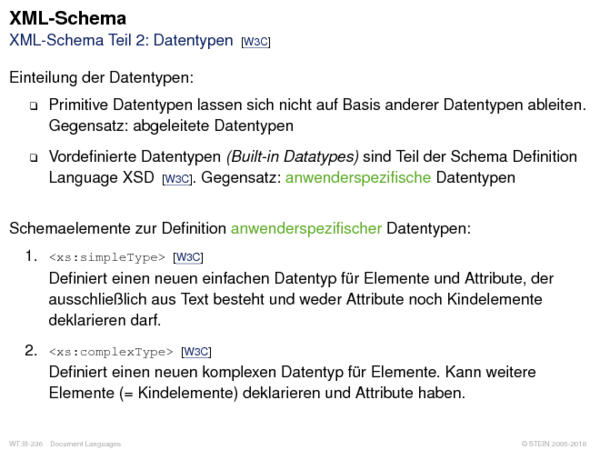 XML-Schema
XML-Schema Teil 2: Datentypen [W3C]
Einteilung der Datentypen:
❑ Primitive Datentypen lassen sich nicht auf Basis anderer Datentypen ableiten.
Gegensatz: abgeleitete Datentypen
❑ Vordefinierte Datentypen (Built-in Datatypes) sind Teil der Schema Definition
Language XSD [W3C]. Gegensatz: anwenderspezifische Datentypen
Schemaelemente zur Definition anwenderspezifischer Datentypen:
1. <xs:simpleType> [W3C]
Definiert einen neuen einfachen Datentyp für Elemente und Attribute, der
ausschließlich aus Text besteht und weder Attribute noch Kindelemente
deklarieren darf.
2. <xs:complexType> [W3C]
Definiert einen neuen komplexen Datentyp für Elemente. Kann weitere
Elemente (= Kindelemente) deklarieren und Attribute haben.
WT:III-236 Document Languages © STEIN 2005-2018